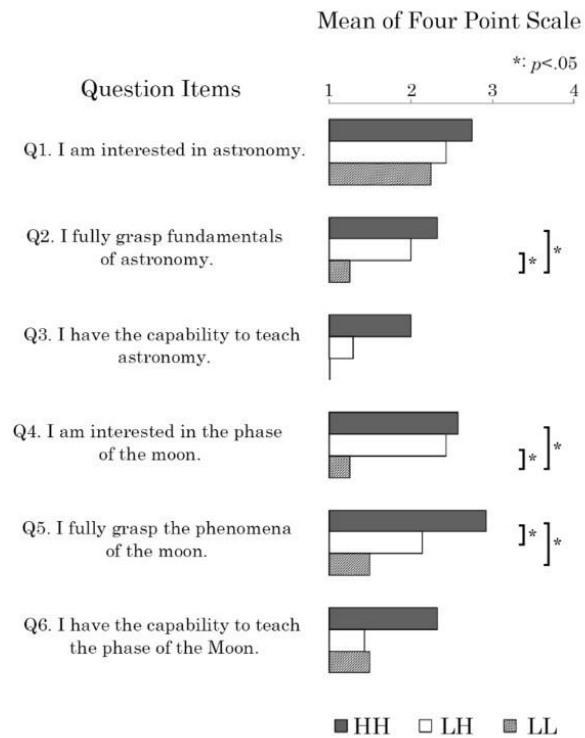 Mean of Four Point Scale
*: p<.05
Question Items
1 2 3 4
Q1. I am interested in astronomy.
Q2. I fully grasp fundamentals
of astronomy.
*
*
Q3. I have the capability to teach
astronomy.
Q4. I am interested in the phase
of the moon.
*
*
Q5. I fully grasp the phenomena
of the moon.
*
*
Q6. I have the capability to teach
the phase of the Moon.
HH LH LL